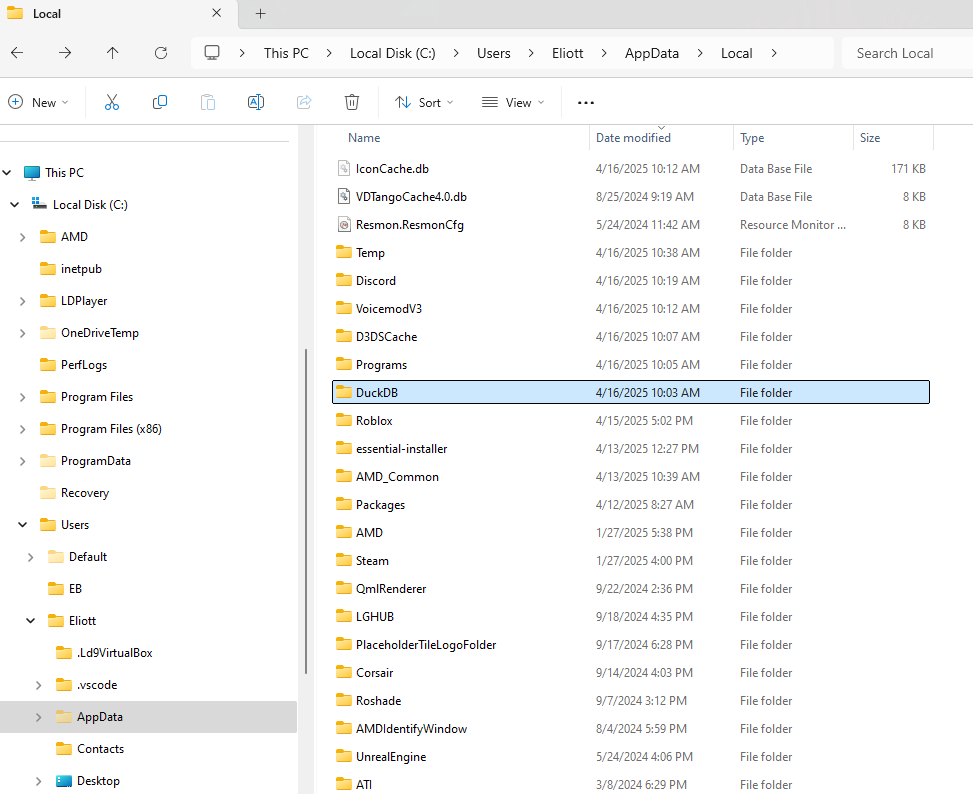 Local
This PC
Local Disk (C:)
Users
Eliott
AppData
Local
Search Local
New
Sort
View
Name
Date modified
Type
Size
This PC
Local Disk (C:)
AMD
inetpub
LDPlayer
OneDriveTemp
PerfLogs
Program Files
Program Files (x86)
ProgramData
Recovery
Users
Default
EB
Eliott
.Ld9VirtualBox
.vscode
AppData
Contacts
Desktop
IconCache.db 4/16/2025 10:12 AM Data Base File 171 KB
VDTangoCache4.0.db 8/25/2024 9:19 AM Data Base File 8 KB
Resmon.ResmonCfg 5/24/2024 11:42 AM Resource Monitor ... 8 KB
Temp 4/16/2025 10:38 AM File folder
Discord 4/16/2025 10:19 AM File folder
VoicemodV3 4/16/2025 10:12 AM File folder
D3DSCache 4/16/2025 10:07 AM File folder
Programs 4/16/2025 10:05 AM File folder
DuckDB 4/16/2025 10:03 AM File folder
Roblox 4/15/2025 5:02 PM File folder
essential-installer 4/13/2025 12:27 PM File folder
AMD_Common 4/13/2025 10:39 AM File folder
Packages 4/12/2025 8:27 AM File folder
AMD 1/27/2025 5:38 PM File folder
Steam 1/27/2025 4:00 PM File folder
QmlRenderer 9/22/2024 2:36 PM File folder
LGHUB 9/18/2024 4:35 PM File folder
PlaceholderTileLogoFolder 9/17/2024 6:28 PM File folder
Corsair 9/14/2024 4:03 PM File folder
Roshade 9/7/2024 3:12 PM File folder
AMDIdentifyWindow 8/4/2024 5:59 PM File folder
UnrealEngine 5/24/2024 4:06 PM File folder
ATI 3/8/2024 6:29 PM File folder